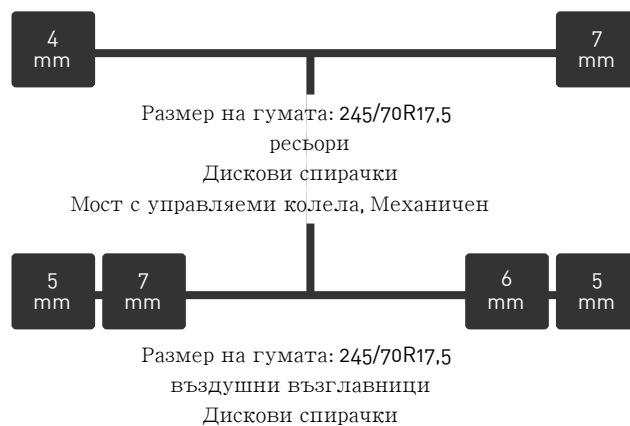 4 7
mm mm
Размер на гумата: 245/70R17,5
ресьори
Дискови спирачки
Мост с управляеми колела, Механичен
5 7 6 5
mm mm mm mm
Размер на гумата: 245/70R17,5
въздушни възглавници
Дискови спирачки